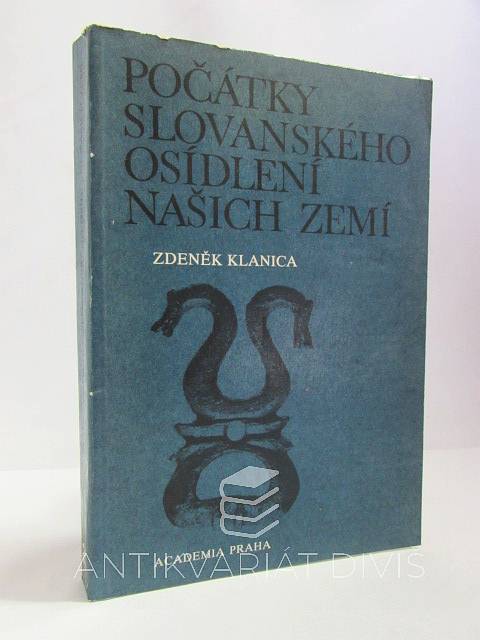 POČÁTKY
SLOVANSKÉHO
OSÍDLENÍ
NAŠICH ZEMÍ
ZDENĚK KLANICA
ACADEMIA PRAHA
ANTIKVARIÁT DIVIŠ